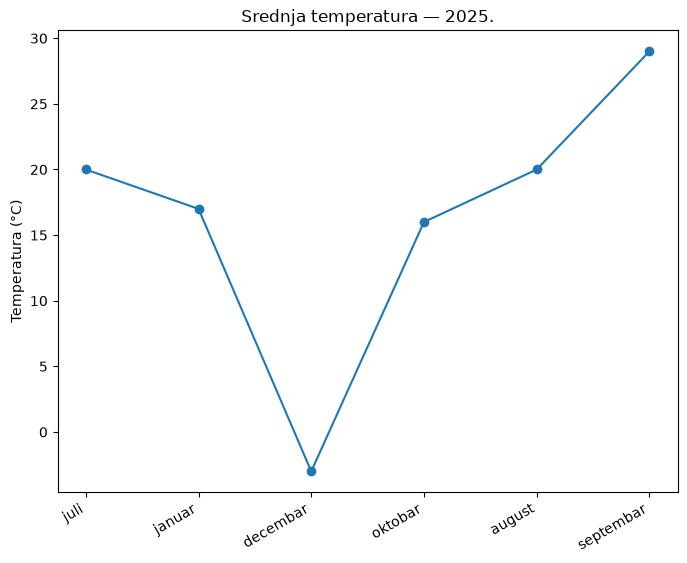 Srednja temperatura — 2025.
Temperatura (°C)
30
25
20
15
10
5
0
juli
januar
decembar
oktobar
august
septembar